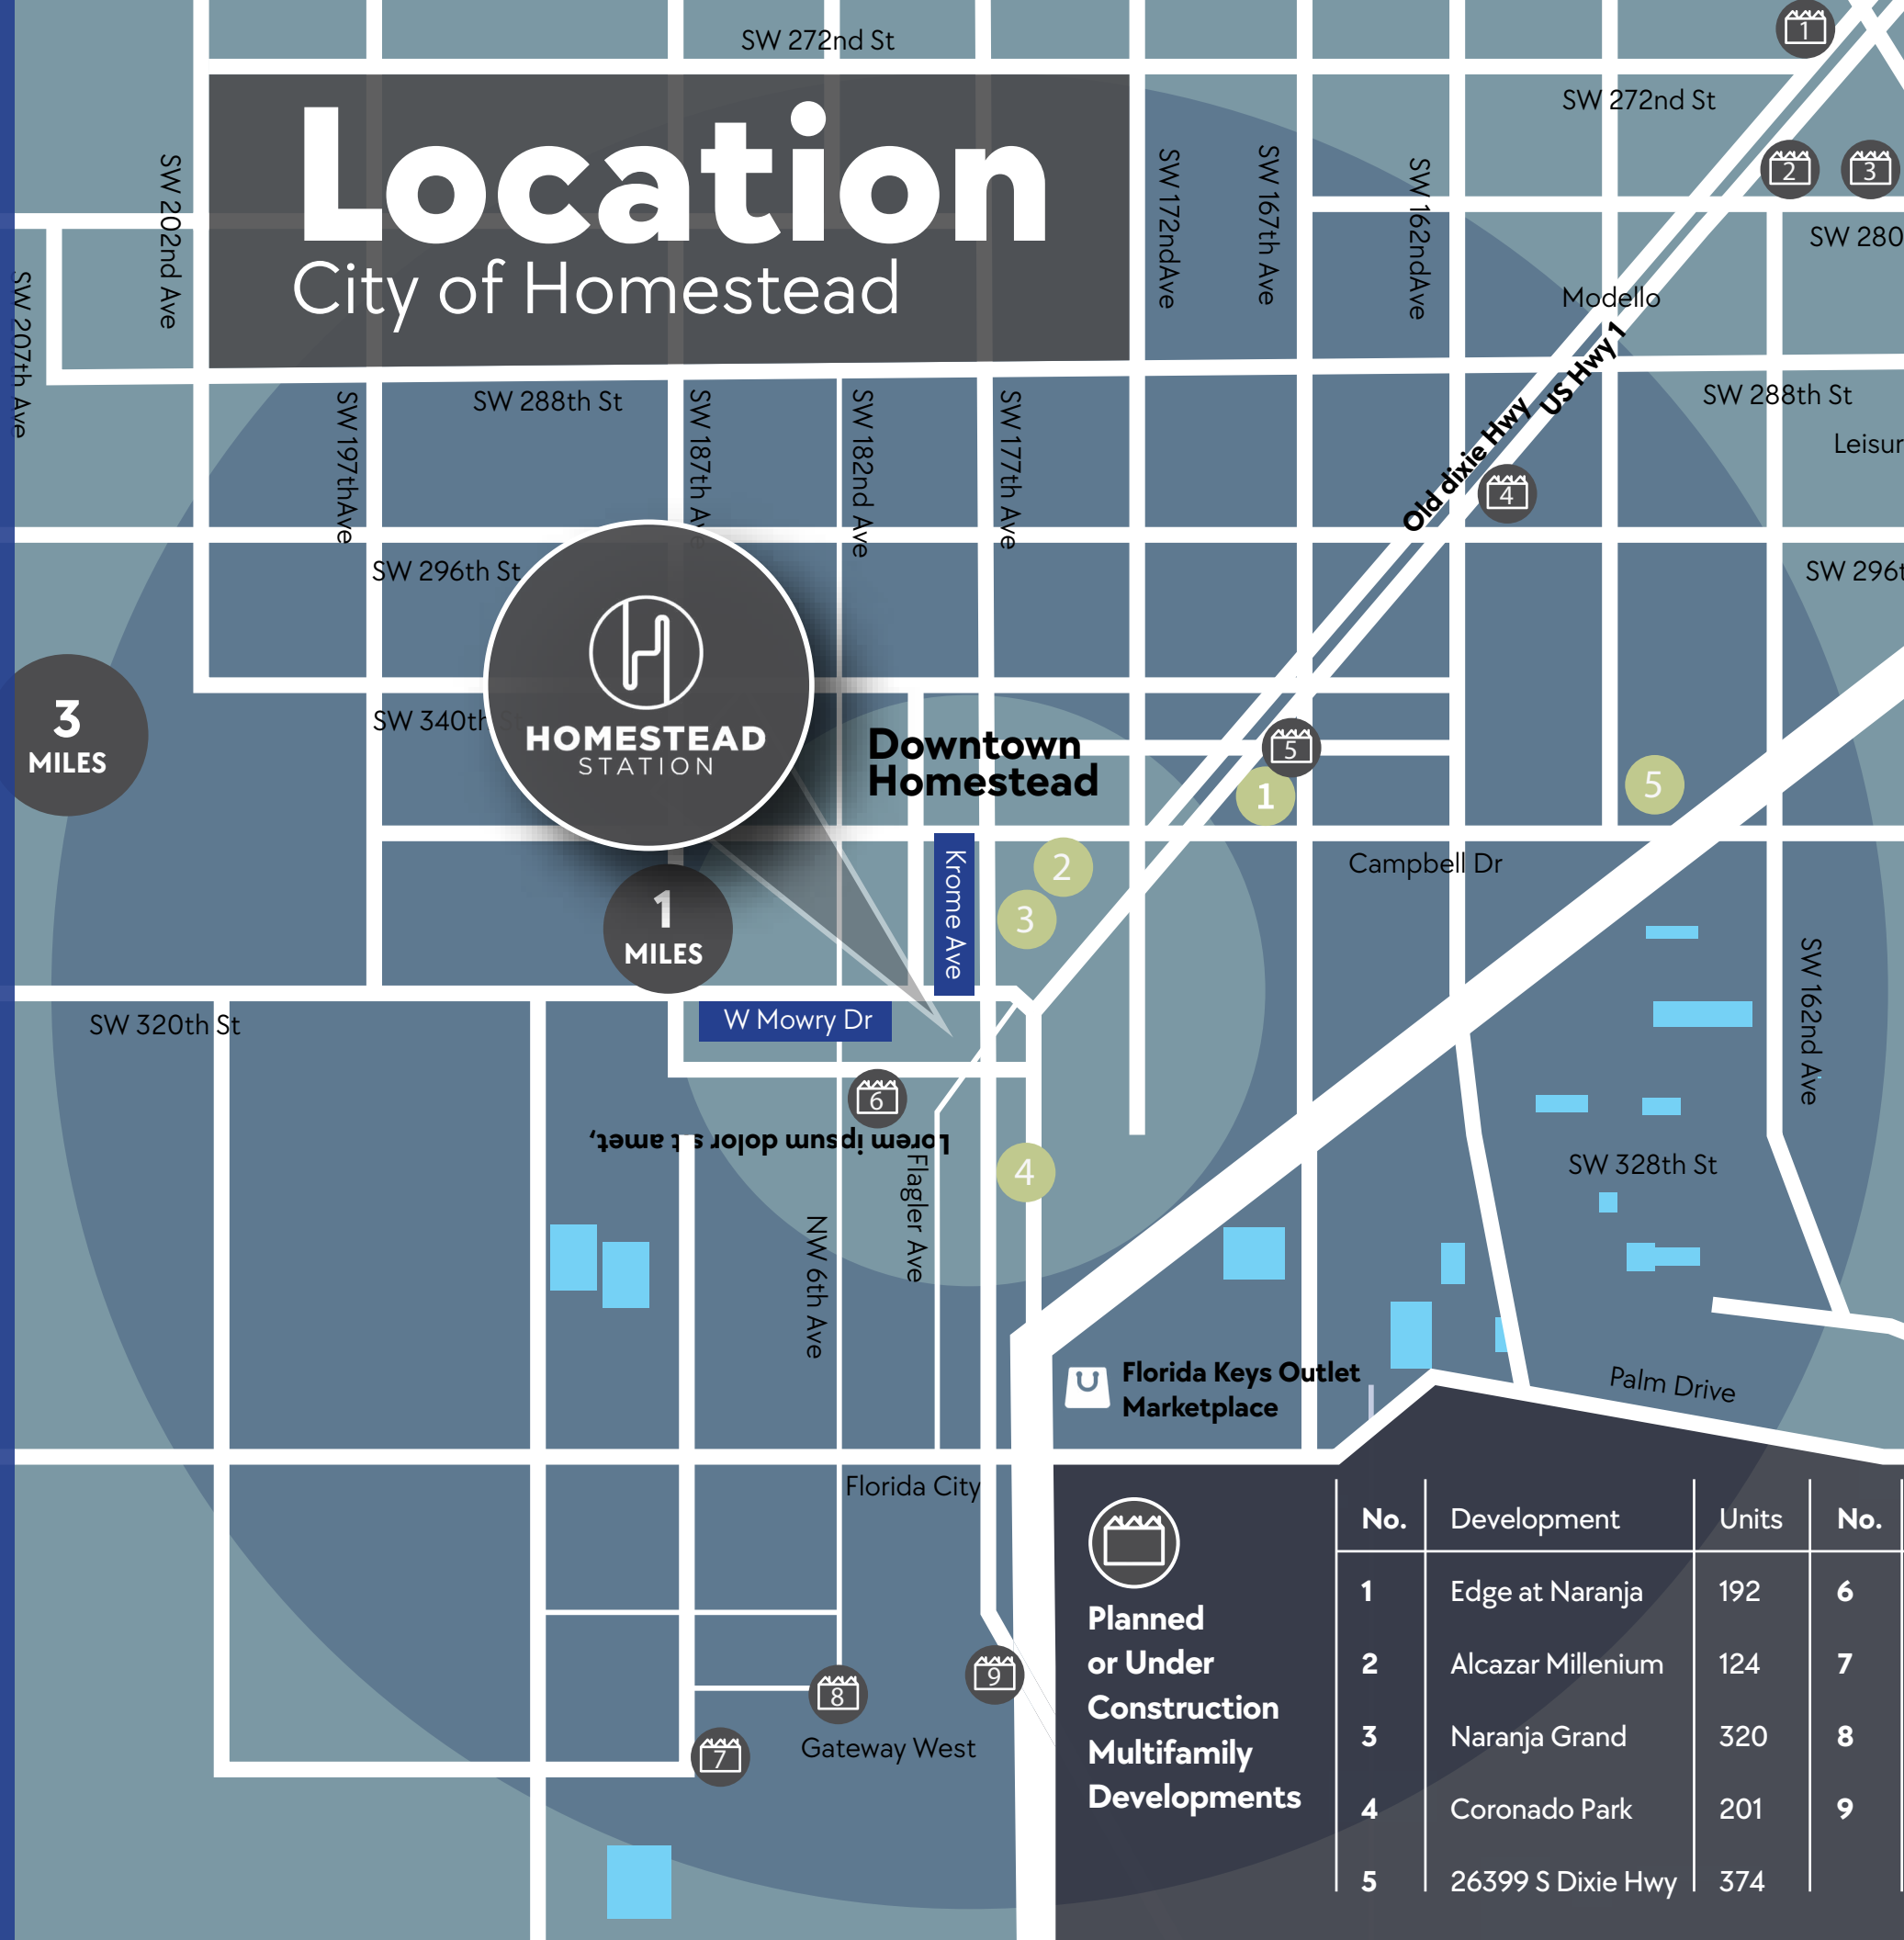 SW 272nd St
1
SW 272nd St
Location
City of Homestead
SW 202nd Ave
SW 207th Ave
SW 172ndAve
SW 167th Ave
SW 162ndAve
2
3
SW 280
Modello
US Hwy 1
Old dixie Hwy
SW 288th St
SW 288th St
SW 197thAve
SW 187th Av
SW 182nd Ave
SW 177th Ave
Leisur
4
SW 296th St
SW 296t
3
MILES
SW 340th S
HOMESTEAD
STATION
Downtown
Homestead
5
1
5
Campbell Dr
2
3
Krome Ave
1
MILES
SW 162nd Ave
SW 320th St
W Mowry Dr
6
Lorem ipsum dolor sit amet,
4
SW 328th St
Flagler Ave
NW 6th Ave
Florida Keys Outlet
Marketplace
Palm Drive
Florida City
9
8
Gateway West
7
Planned
or Under
Construction
Multifamily
Developments
No. Development Units No.
1 Edge at Naranja 192 6
2 Alcazar Millenium 124 7
3 Naranja Grand 320 8
4 Coronado Park 201 9
5 26399 S Dixie Hwy 374